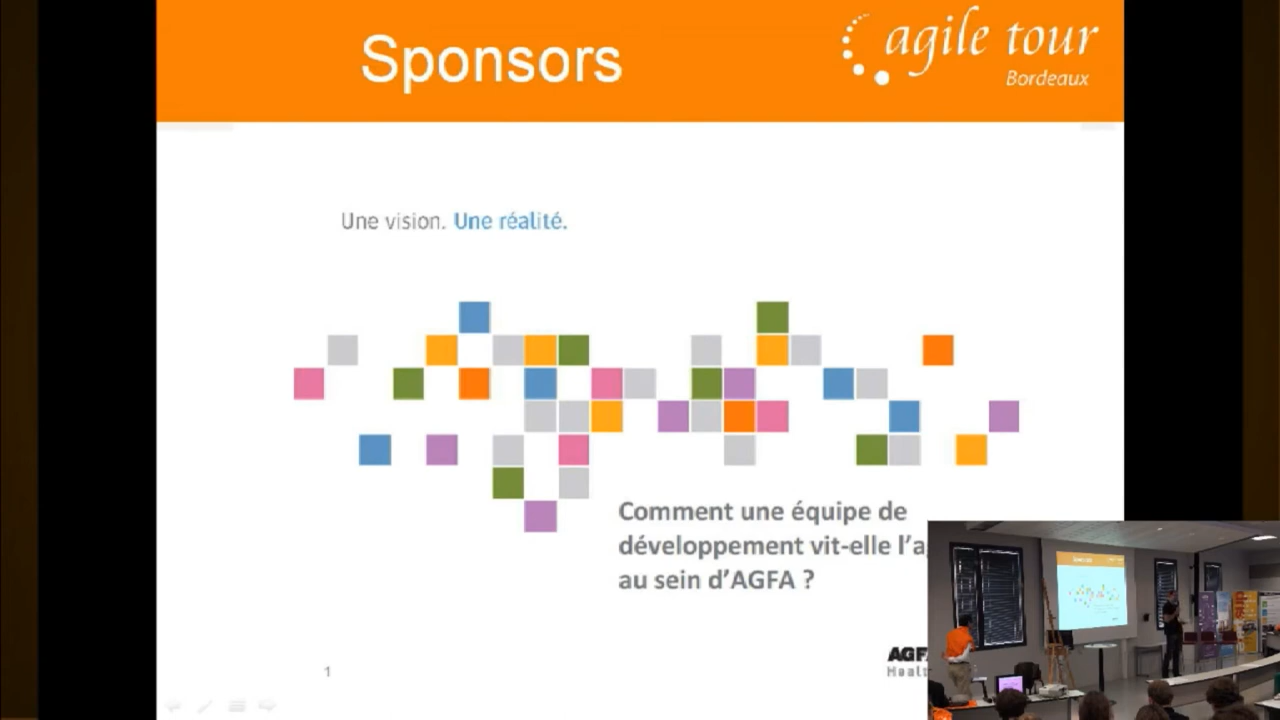 Sponsors
agile tour
Bordeaux
Une vision. Une réalité.
Comment une équipe de
développement vit-elle
au sein d'AGFA ?
1